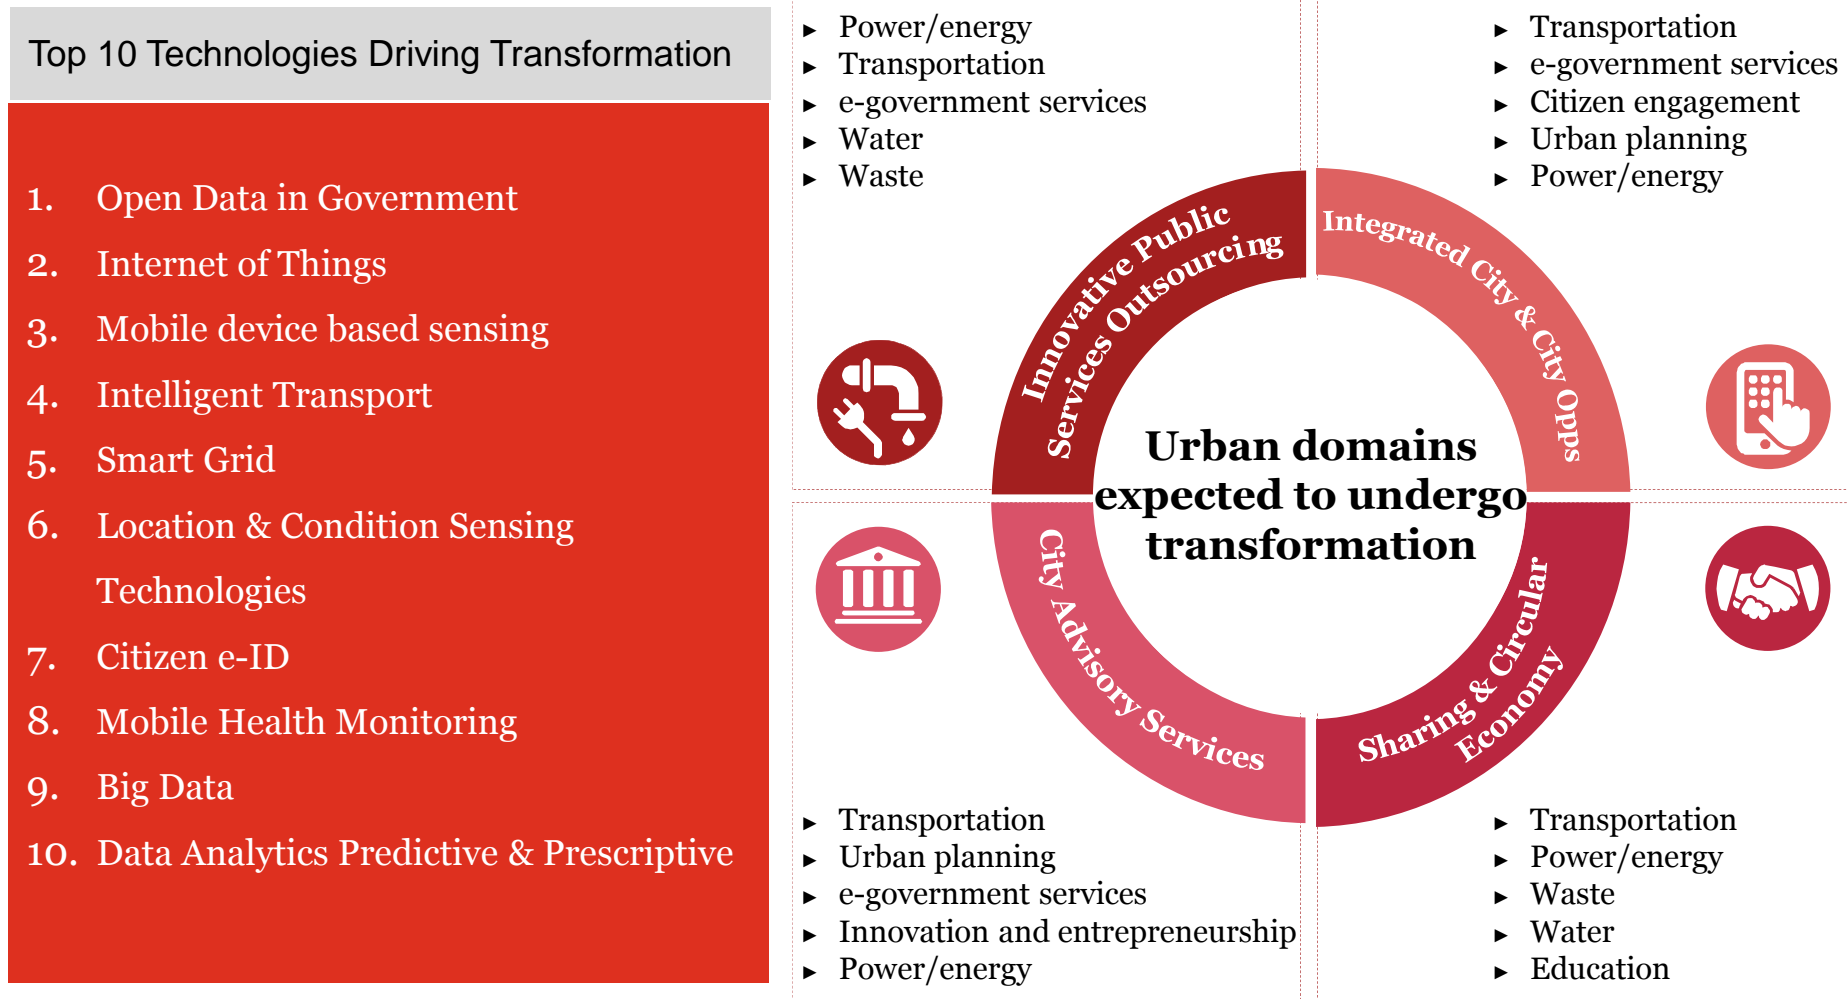 Top 10 Technologies Driving Transformation
1. Open Data in Government
2. Internet of Things
3. Mobile device based sensing
4. Intelligent Transport
5. Smart Grid
6. Location & Condition Sensing
Technologies
7. Citizen e-ID
8. Mobile Health Monitoring
9. Big Data
10. Data Analytics Predictive & Prescriptive
► Power/energy
► Transportation
► e-government services
► Water
► Waste
► Transportation
► e-government services
► Citizen engagement
► Urban planning
► Power/energy
Innovative Public
Services Outsourcing
Integrated City & City Opps
Urban domains
expected to undergo
transformation
City Advisory Services
Sharing & Circular
Economy
► Transportation
► Urban planning
► e-government services
► Innovation and entrepreneurship
► Power/energy
► Transportation
► Power/energy
► Waste
► Water
► Education